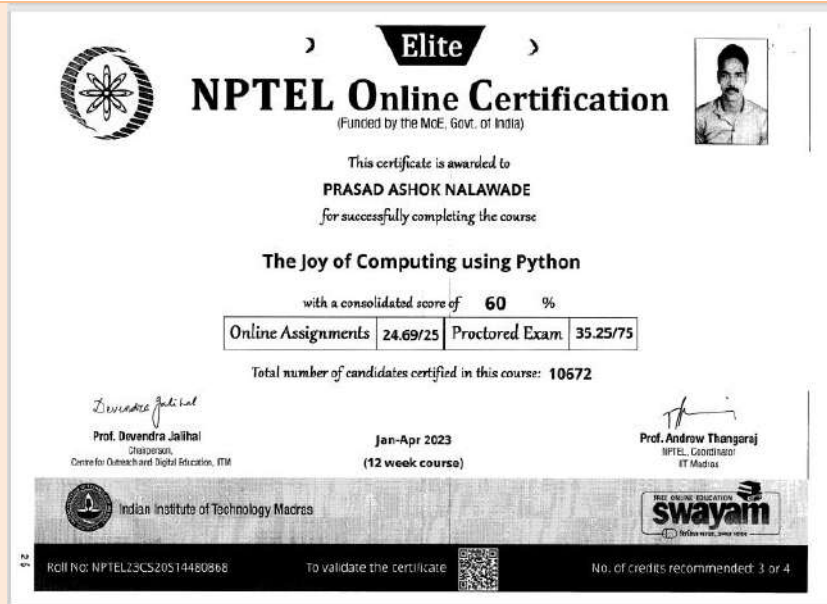 Elite
NPTEL Online Certification
(Funded by the MoE, Govt. of India)
This certificate is awarded to
PRASAD ASHOK NALAWADE
for successfully completing the course
The Joy of Computing using Python
with a consolidated score of 60 %
Online Assignments 24.69/25 Proctored Exam 35.25/75
Total number of candidates certified in this course: 10672
Devendra Jalihal
Prof. Devendra Jalihal
Chairperson,
Centre for Outreach and Digital Education, IITM
Jan-Apr 2023
(12 week course)
Prof. Andrew Thangaraj
NPTEL, Coordinator
IIT Madras
Indian Institute of Technology Madras
FREE ONLINE EDUCATION
swayam
Roll No: NPTEL23CS20S14480868
To validate the certificate
No. of credits recommended: 3 or 4